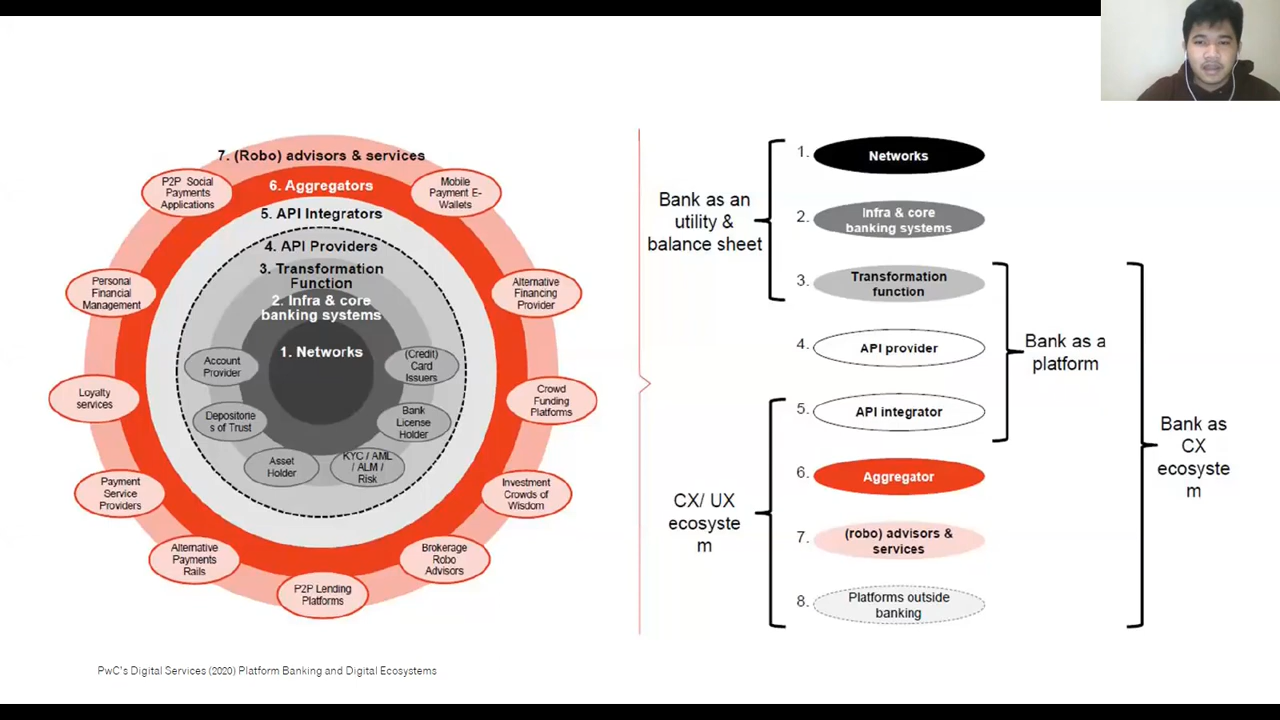 7. (Robo) advisors & services
6. Aggregators
5. API Integrators
4. API Providers
3. Transformation
Function
2. Infra & core
banking systems
1. Networks
P2P Social
Payments
Applications
Mobile
Payment E-
Wallets
Personal
Financial
Management
Alternative
Financing
Provider
Loyalty
services
Crowd
Funding
Platforms
Payment
Service
Providers
Investment
Crowds of
Wisdom
Alternative
Payments
Rails
Brokerage
Robo
Advisors
P2P Lending
Platforms
Account
Provider
(Credit)
Card
Issuers
Depositorie
s of Trust
Bank
License
Holder
Asset
Holder
KYC / AML
/ ALM /
Risk
Bank as an
utility &
balance sheet
CX/ UX
ecosyste
m
1. Networks
2. Infra & core
banking systems
3. Transformation
function
4. API provider
5. API integrator
6. Aggregator
7. (robo) advisors &
services
8. Platforms outside
banking
Bank as a
platform
Bank as
CX
ecosyste
m
PwC's Digital Services (2020) Platform Banking and Digital Ecosystems